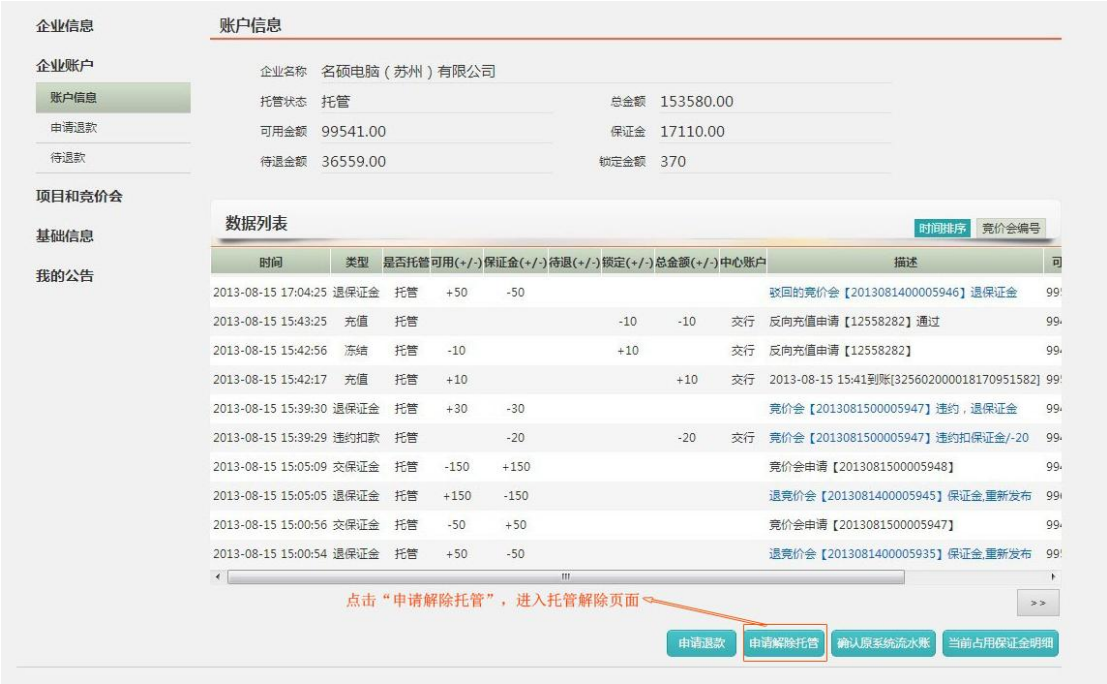 企业信息
企业账户
账户信息
申请退款
待退款
项目和竞价会
基础信息
我的公告
账户信息
企业名称 名硕电脑（苏州）有限公司
托管状态 托管 总金额 153580.00
可用金额 99541.00 保证金 17110.00
待退金额 36559.00 锁定金额 370
数据列表 时间排序 竞价会编号
时间 类型 是否托管 可用(+/-) 保证金(+/-) 待退(+/-) 锁定(+/-) 总金额(+/-) 中心账户 描述 可
2013-08-15 17:04:25 退保证金 托管 +50 -50 驳回的竞价会【2013081400005946】退保证金 99
2013-08-15 15:43:25 充值 托管 -10 -10 交行 反向充值申请【12558282】通过 994
2013-08-15 15:42:56 冻结 托管 -10 +10 交行 反向充值申请【12558282】 994
2013-08-15 15:42:17 充值 托管 +10 +10 交行 2013-08-15 15:41到账[325602000018170951582] 99
2013-08-15 15:39:30 退保证金 托管 +30 -30 竞价会【2013081500005947】违约，退保证金 994
2013-08-15 15:39:29 违约扣款 托管 -20 -20 交行 竞价会【2013081500005947】违约扣保证金/-20 994
2013-08-15 15:05:09 交保证金 托管 -150 +150 竞价会申请【2013081500005948】 994
2013-08-15 15:05:05 退保证金 托管 +150 -150 退竞价会【2013081400005945】保证金,重新发布 99
2013-08-15 15:00:56 交保证金 托管 -50 +50 竞价会申请【2013081500005947】 994
2013-08-15 15:00:54 退保证金 托管 +50 -50 退竞价会【2013081400005935】保证金,重新发布 99
点击“申请解除托管”，进入托管解除页面
>>
申请退款 申请解除托管 确认原系统流水账 当前占用保证金明细